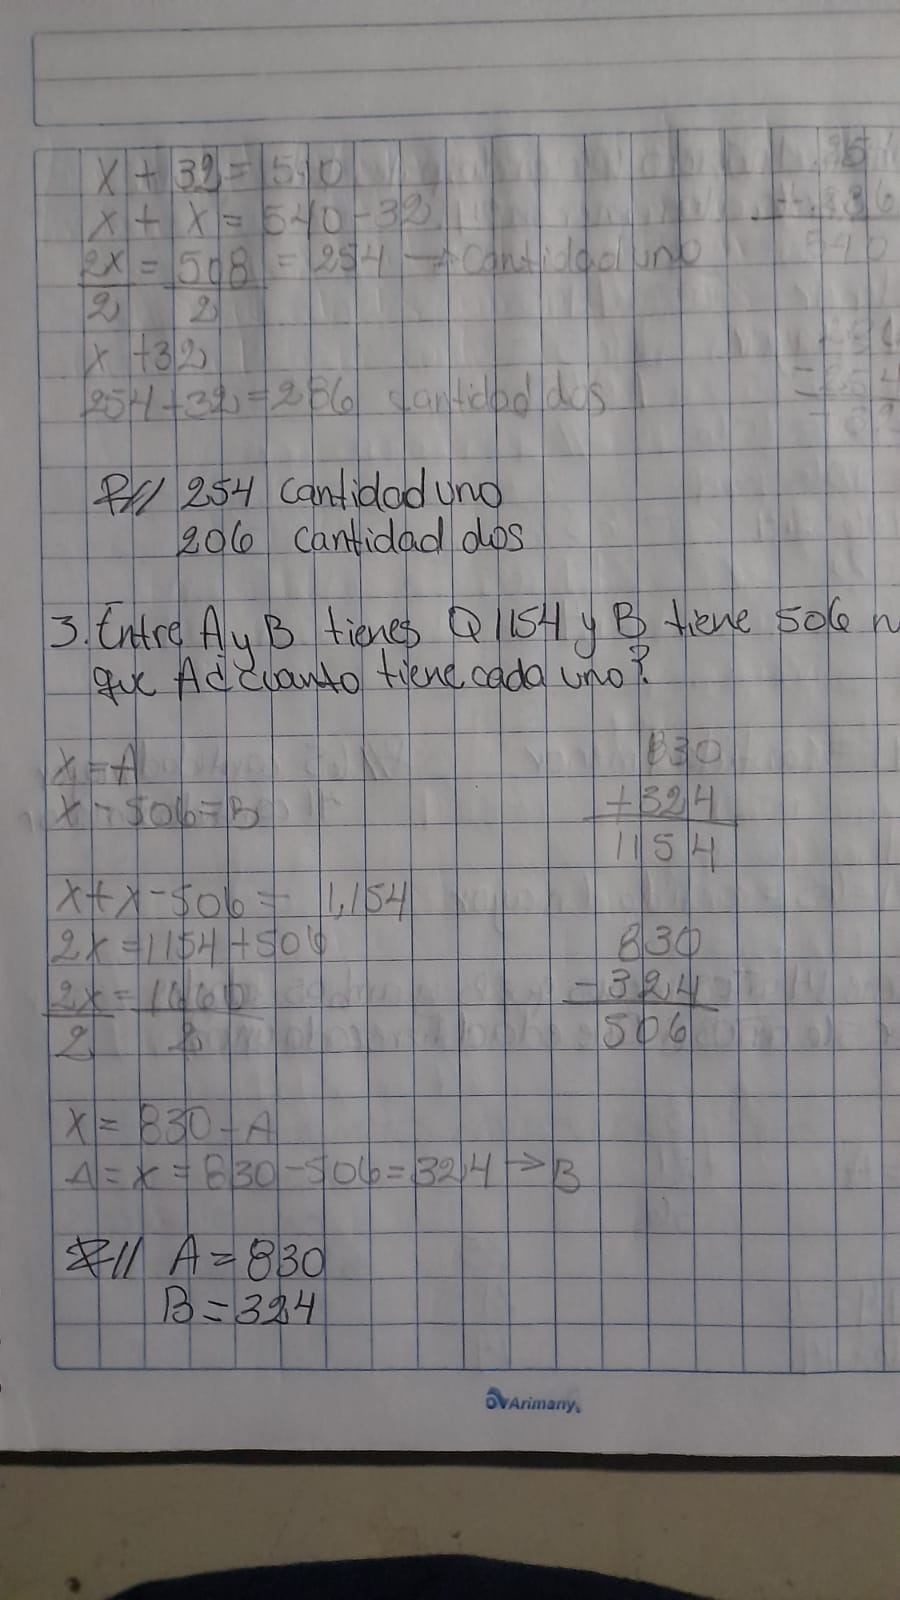 x + 32 = 540
x + x = 540 - 32
2x = 508 = 254 → Cantidad uno
2 2
x + 32
254 + 32 = 286 Cantidad dos
R// 254 Cantidad uno
206 Cantidad dos
3. Entre A y B tienes Q1154 y B tiene 506
que A ¿cuanto tiene cada uno?
x = A
x - 506 = B
830
+ 324
1154
x + x - 506 = 1,154
2x = 1154 + 506
2x = 1660
2 2
830
- 324
506
x = 830 - A
A = x = 830 - 506 = 324 → B
R// A = 830
B = 324
Arimany